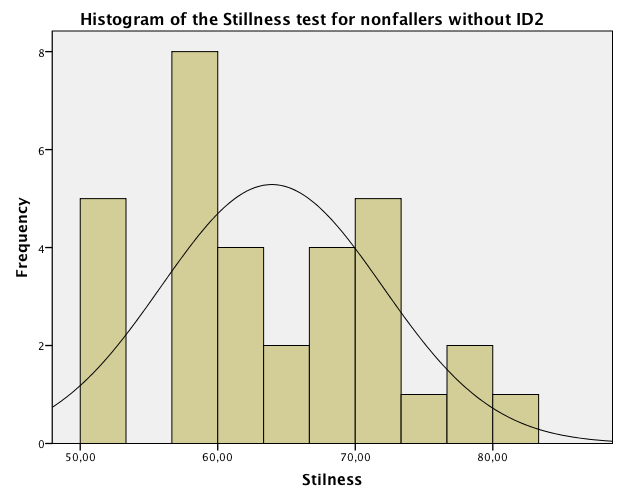 Histogram of the Stillness test for nonfallers without ID2
8
6
4
2
0
Frequency
50,00 60,00 70,00 80,00
Stilness